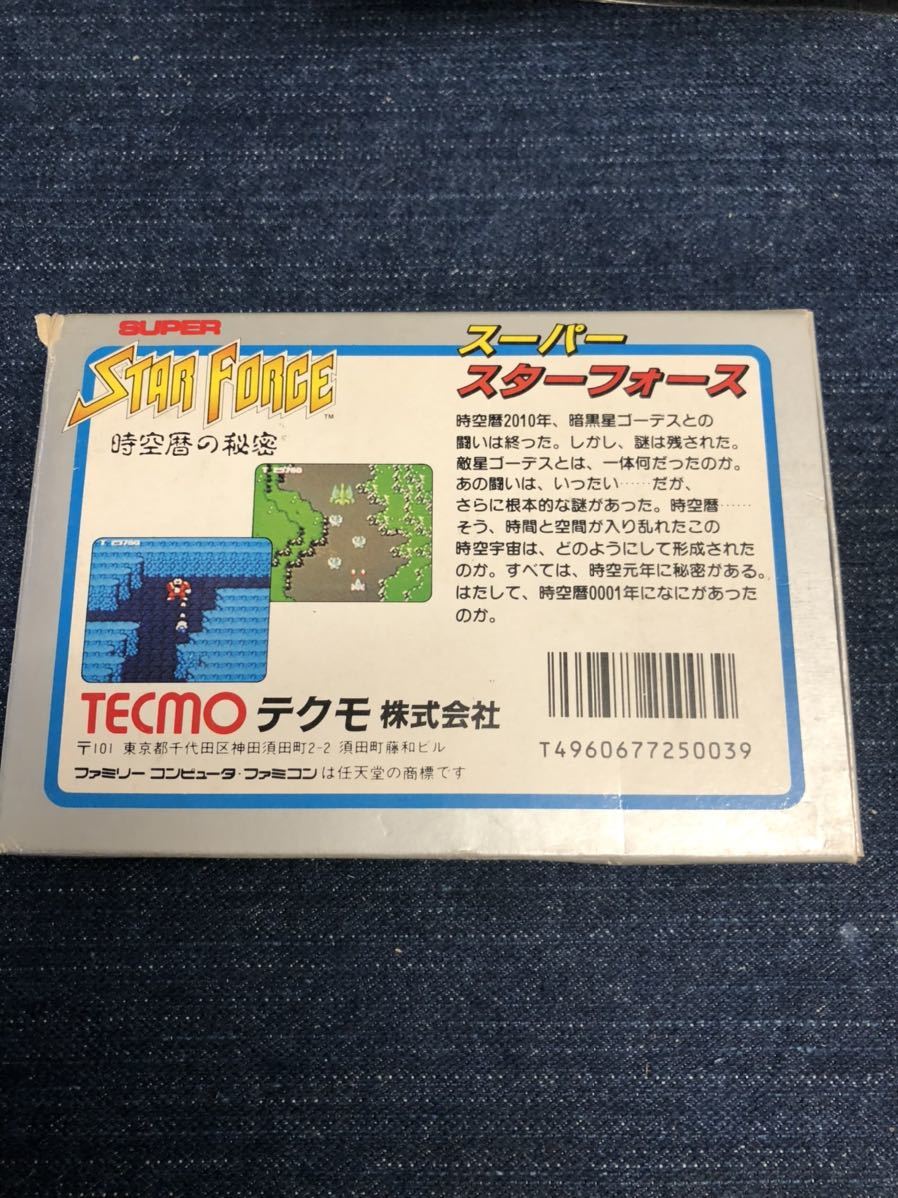 SUPER
STAR FORCE™
時空暦の秘密
スーパー
スターフォース
時空暦2010年、暗黒星ゴーデスとの
闘いは終った。しかし、謎は残された。
敵星ゴーデスとは、一体何だったのか。
あの闘いは、いったい……だが、
さらに根本的な謎があった。時空暦……
そう、時間と空間が入り乱れたこの
時空宇宙は、どのようにして形成された
のか。すべては、時空元年に秘密がある。
はたして、時空暦0001年になにがあった
のか。
TECMO テクモ 株式会社
〒101 東京都千代田区神田須田町2-2 須田町藤和ビル
ファミリー コンピュータ・ファミコン は任天堂の商標です
T4960677250039